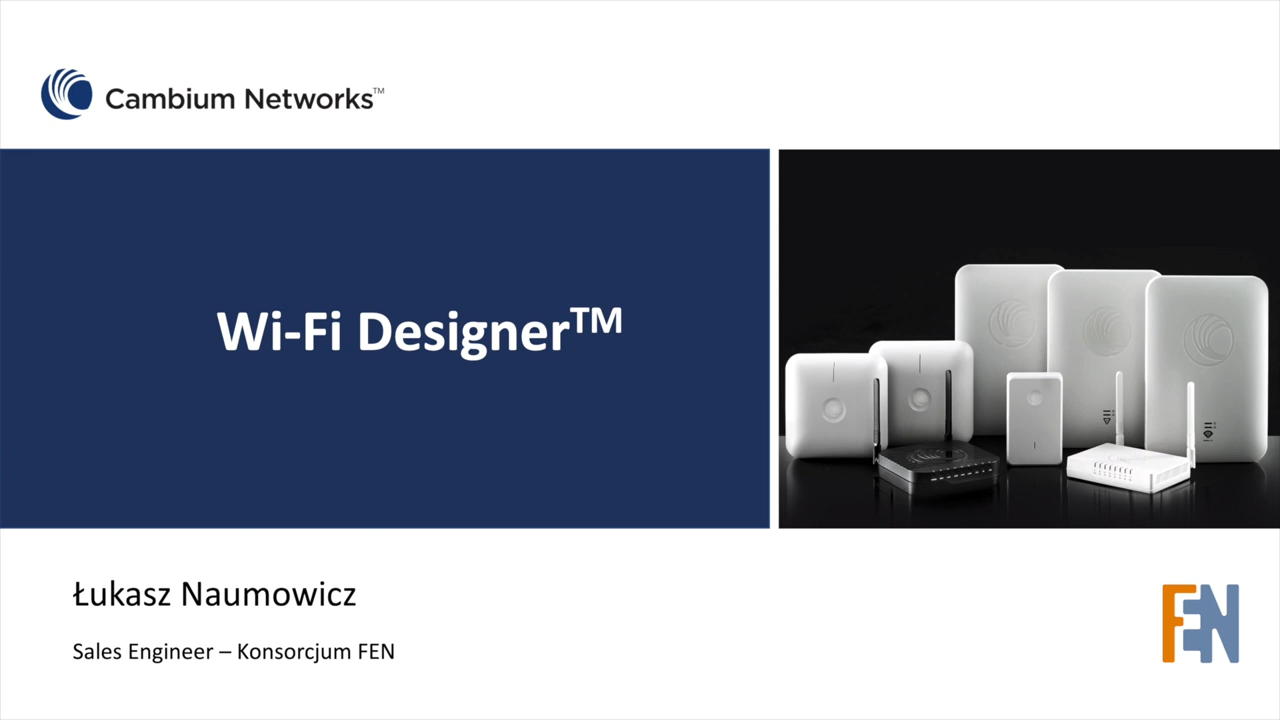 Cambium Networks™
Wi-Fi Designer™
Łukasz Naumowicz
Sales Engineer – Konsorcjum FEN
FEN